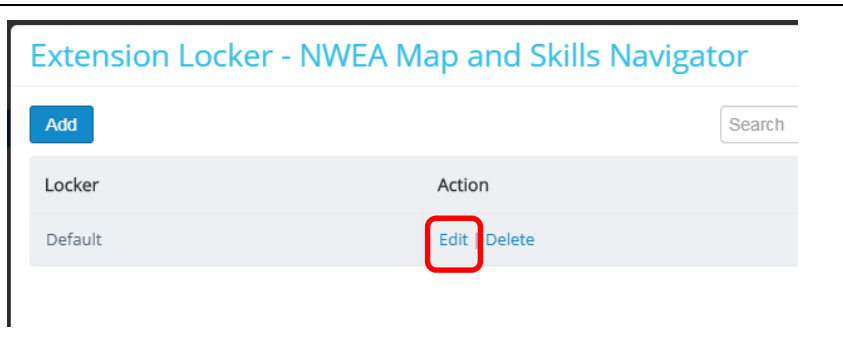 Extension Locker - NWEA Map and Skills Navigator
Add Search
Locker Action
Default Edit | Delete